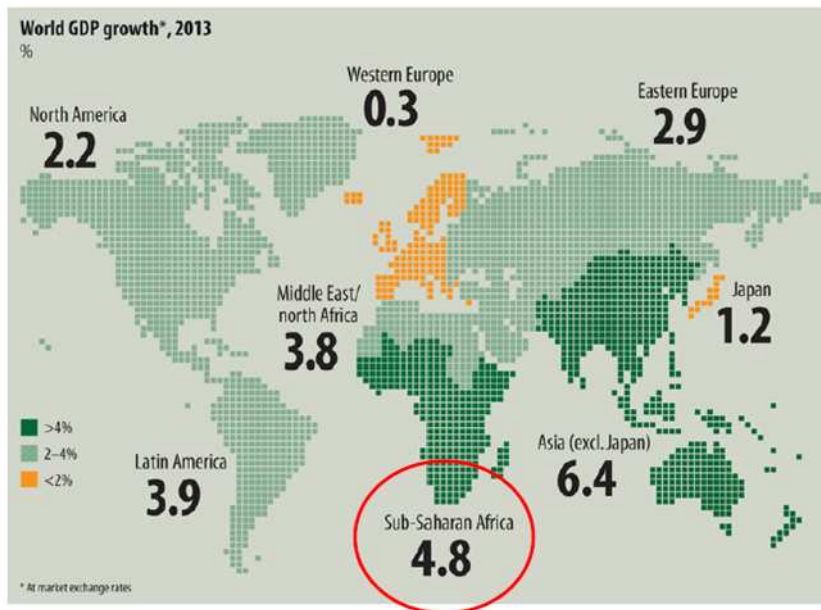 World GDP growth*, 2013
%
Western Europe
0.3
Eastern Europe
2.9
North America
2.2
Middle East/
north Africa
3.8
Japan
1.2
>4%
2–4%
<2%
Latin America
3.9
Asia (excl. Japan)
6.4
Sub-Saharan Africa
4.8
* At market exchange rates